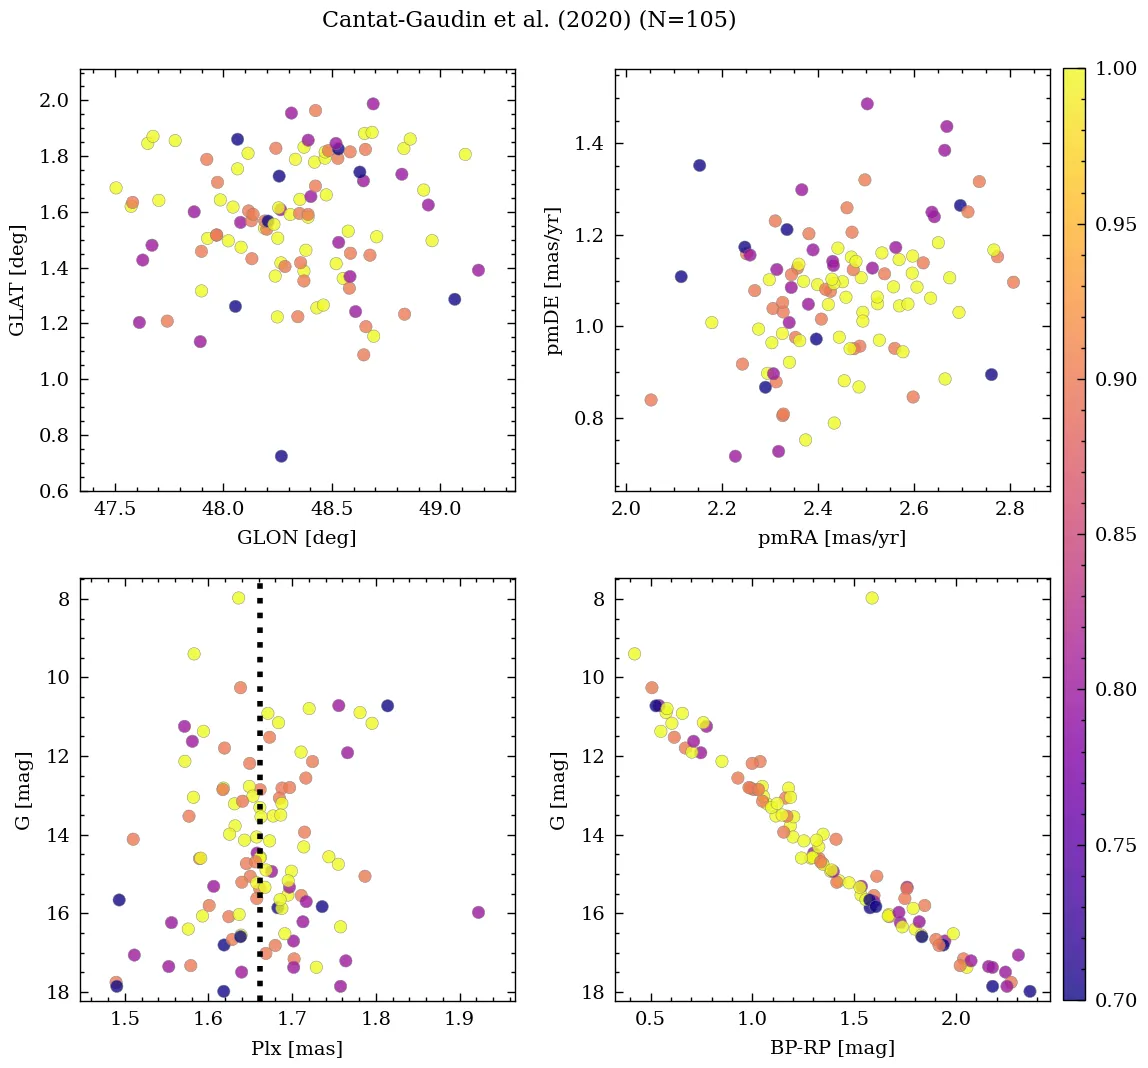 Cantat-Gaudin et al. (2020) (N=105)
2.0
1.8
1.6
1.4
1.2
1.0
0.8
0.6
GLAT [deg]
47.5 48.0 48.5 49.0
GLON [deg]
1.4
1.2
1.0
0.8
pmDE [mas/yr]
2.0 2.2 2.4 2.6 2.8
pmRA [mas/yr]
8
10
12
14
16
18
G [mag]
1.5 1.6 1.7 1.8 1.9
Plx [mas]
8
10
12
14
16
18
G [mag]
0.5 1.0 1.5 2.0
BP-RP [mag]
1.00
0.95
0.90
0.85
0.80
0.75
0.70